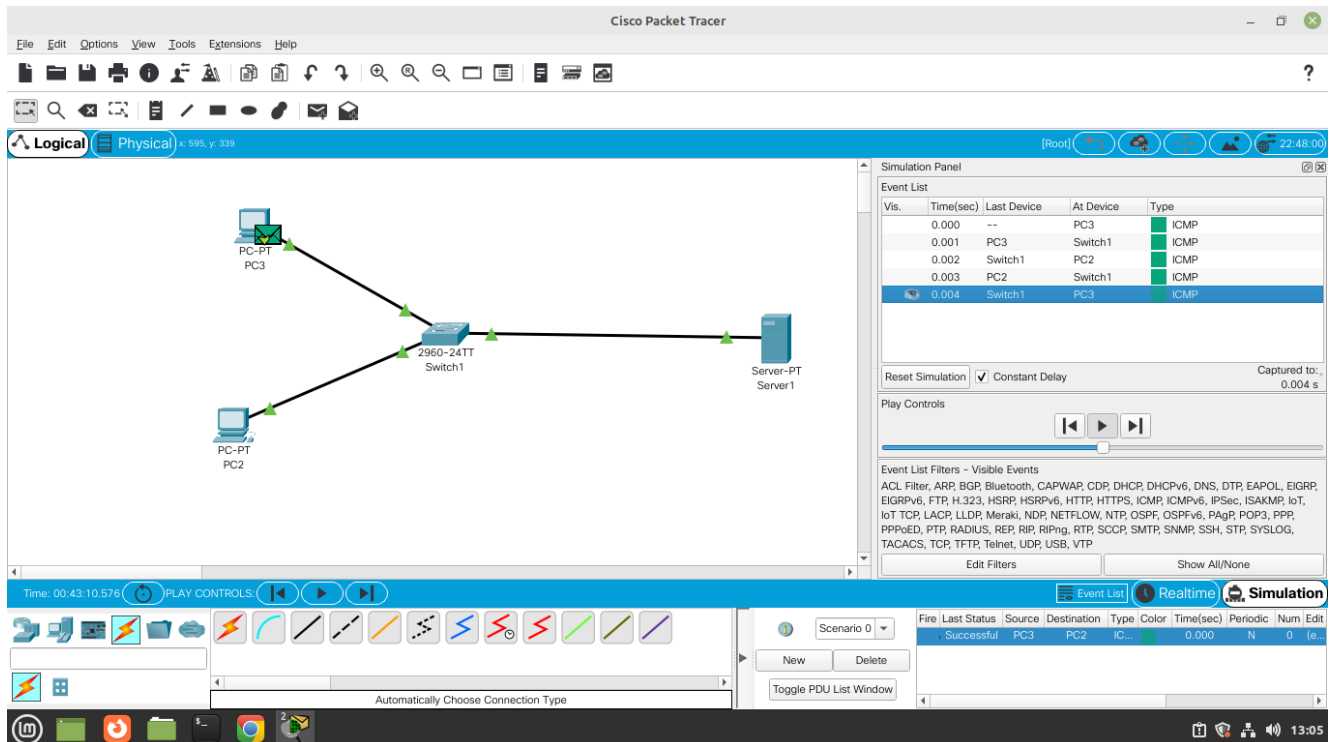 Cisco Packet Tracer
File Edit Options View Tools Extensions Help
?
Logical Physical x: 595, y: 339 [Root] 22:48:00
PC-PT
PC3
2960-24TT
Switch1
Server-PT
Server1
PC-PT
PC2
Simulation Panel
Event List
Vis. Time(sec) Last Device At Device Type
0.000 -- PC3 ICMP
0.001 PC3 Switch1 ICMP
0.002 Switch1 PC2 ICMP
0.003 PC2 Switch1 ICMP
0.004 Switch1 PC3 ICMP
Reset Simulation Constant Delay
Captured to:
0.004 s
Play Controls
Event List Filters - Visible Events
ACL Filter, ARP, BGP, Bluetooth, CAPWAP, CDP, DHCP, DHCPv6, DNS, DTP, EAPOL, EIGRP,
EIGRPv6, FTP, H.323, HSRP, HSRPv6, HTTP, HTTPS, ICMP, ICMPv6, IPSec, ISAKMP, IoT,
IoT TCP, LACP, LLDP, Meraki, NDP, NETFLOW, NTP, OSPF, OSPFv6, PAgP, POP3, PPP,
PPPoED, PTP, RADIUS, REP, RIP, RIPng, RTP, SCCP, SMTP, SNMP, SSH, STP, SYSLOG,
TACACS, TCP, TFTP, Telnet, UDP, USB, VTP
Edit Filters Show All/None
Time: 00:43:10.576 PLAY CONTROLS: Event List Realtime Simulation
Automatically Choose Connection Type
Scenario 0
New Delete
Toggle PDU List Window
Fire Last Status Source Destination Type Color Time(sec) Periodic Num Edit
Successful PC3 PC2 IC... 0.000 N 0 (e...
2
13:05